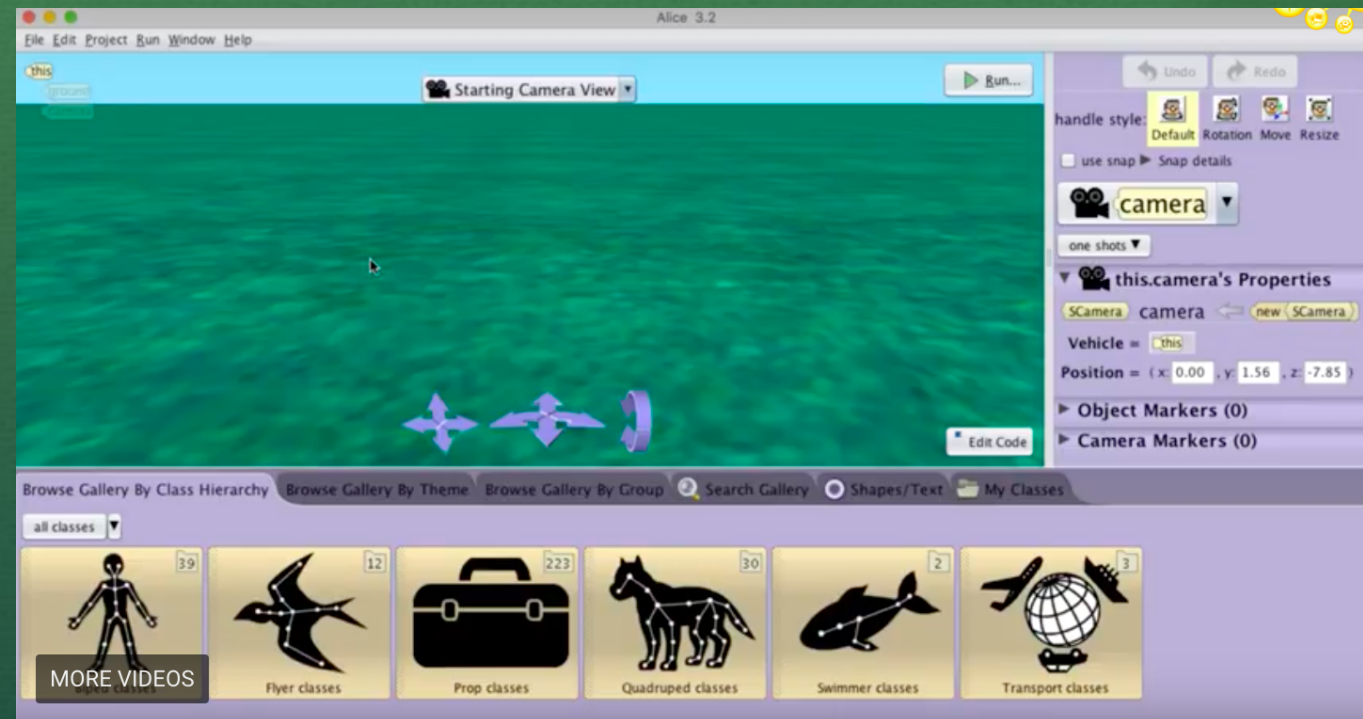 Alice 3.2
File Edit Project Run Window Help
this
ground
camera
Starting Camera View
Run...
Undo Redo
handle style:
Default Rotation Move Resize
use snap Snap details
camera
one shots
this.camera's Properties
SCamera camera new SCamera
Vehicle = this
Position = ( x: 0.00 , y: 1.56 , z: -7.85 )
Object Markers (0)
Camera Markers (0)
Edit Code
Browse Gallery By Class Hierarchy Browse Gallery By Theme Browse Gallery By Group Search Gallery Shapes/Text My Classes
all classes
39 12 223 30 2 3
MORE VIDEOS
Biped classes Flyer classes Prop classes Quadruped classes Swimmer classes Transport classes